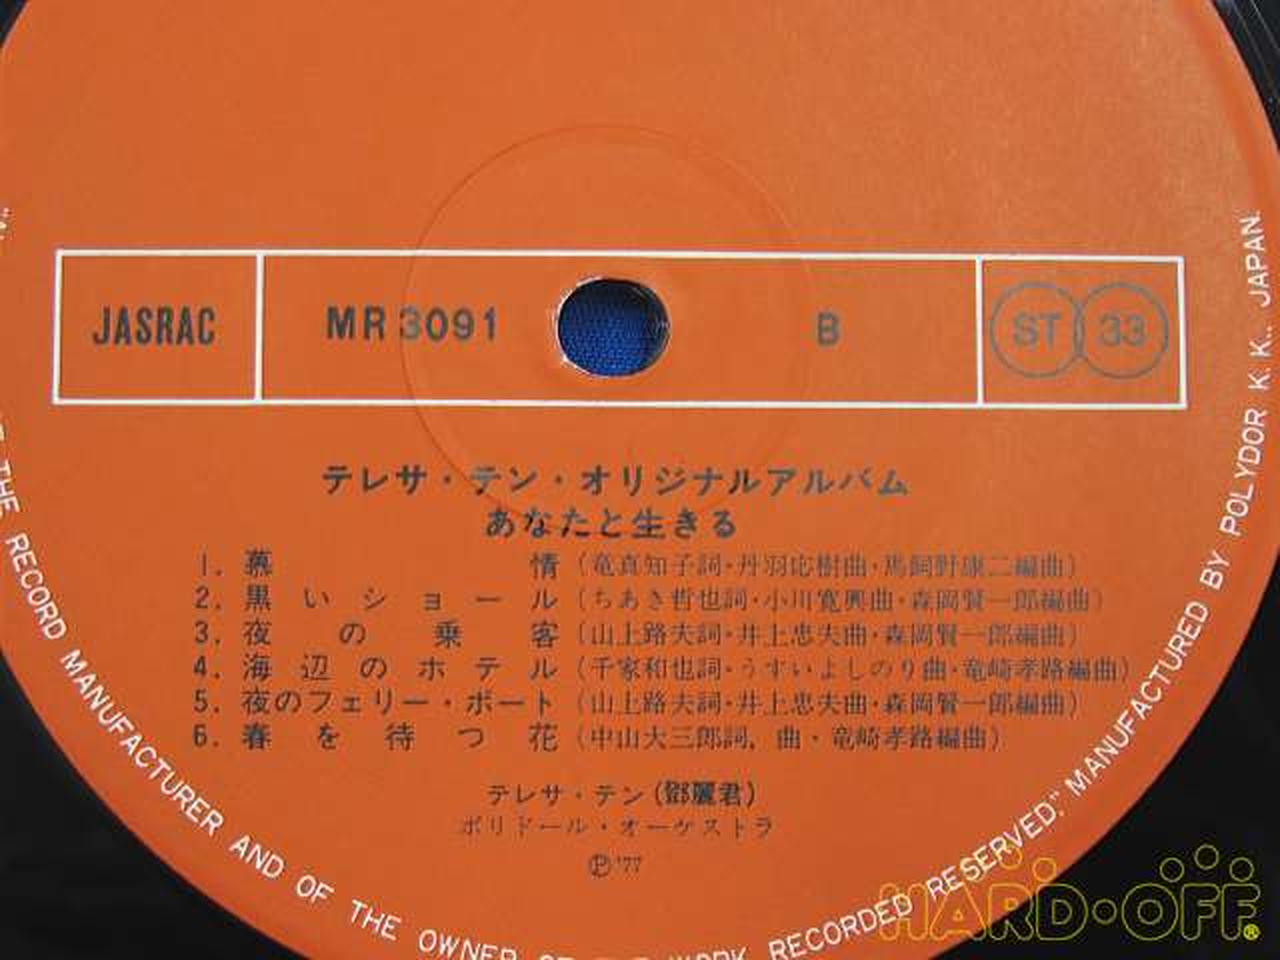 JASRAC MR 3091 B ST 33
テレサ・テン・オリジナルアルバム
あなたと生きる
1. 慕情 (竜真知子詞・丹羽応樹曲・馬飼野康二編曲)
2. 黒いショール (ちあき哲也詞・小川寛興曲・森岡賢一郎編曲)
3. 夜の乗客 (山上路夫詞・井上忠夫曲・森岡賢一郎編曲)
4. 海辺のホテル (千家和也詞・うすいよしのり曲・竜崎孝路編曲)
5. 夜のフェリー・ボート (山上路夫詞・井上忠夫曲・森岡賢一郎編曲)
6. 春を待つ花 (中山大三郎詞, 曲・竜崎孝路編曲)
テレサ・テン (鄧麗君)
ポリドール・オーケストラ
Ⓟ '77
THE RECORD MANUFACTURER AND OF THE OWNER OF THE WORK RECORDED RESERVED." MANUFACTURED BY POLYDOR K. K., JAPAN.
HARD・OFF®